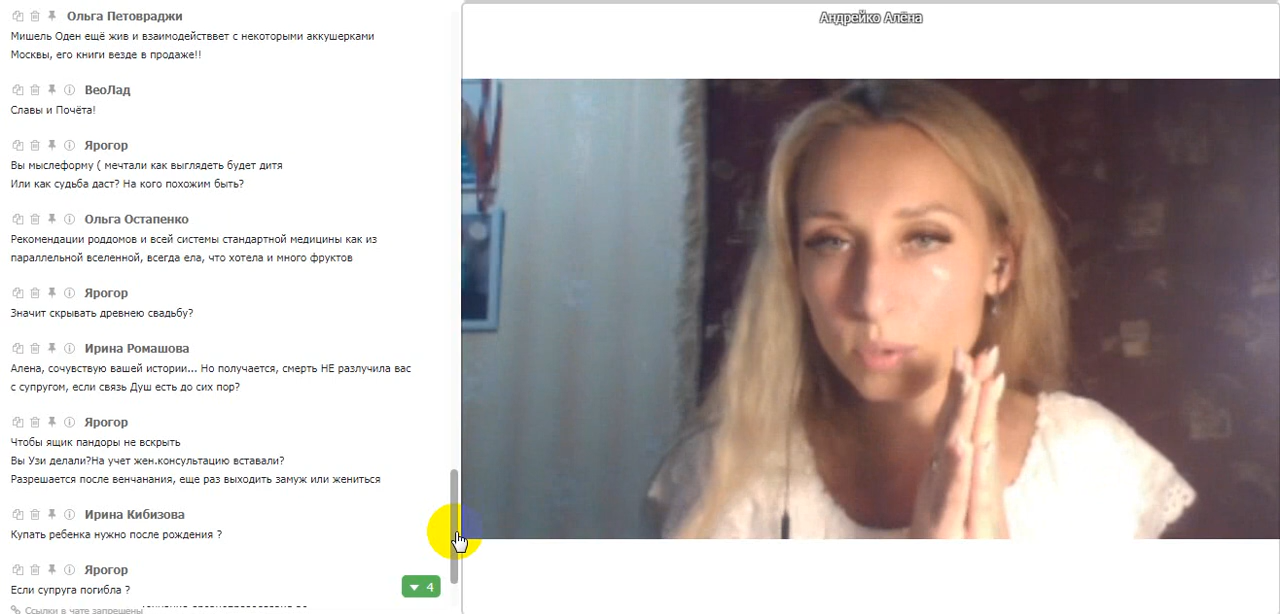 Ольга Петовраджи
Мишель Оден ещё жив и взаимодействвет с некоторыми аккушерками
Москвы, его книги везде в продаже!!
ВеоЛад
Славы и Почёта!
Ярогор
Вы мыслеформу ( мечтали как выглядеть будет дитя
Или как судьба даст? На кого похожим быть?
Ольга Остапенко
Рекомендации роддомов и всей системы стандартной медицины как из
параллельной вселенной, всегда ела, что хотела и много фруктов
Ярогор
Значит скрывать древнею свадьбу?
Ирина Ромашова
Алена, сочувствую вашей истории... Но получается, смерть НЕ разлучила вас
с супругом, если связь Душ есть до сих пор?
Ярогор
Чтобы ящик пандоры не вскрыть
Вы Узи делали?На учет жен.консультацию вставали?
Разрешается после венчанания, еще раз выходить замуж или жениться
Ирина Кибизова
Купать ребенка нужно после рождения ?
Ярогор
Если супруга погибла ?
4
Ссылки в чате запрещены
Андрейко Алёна